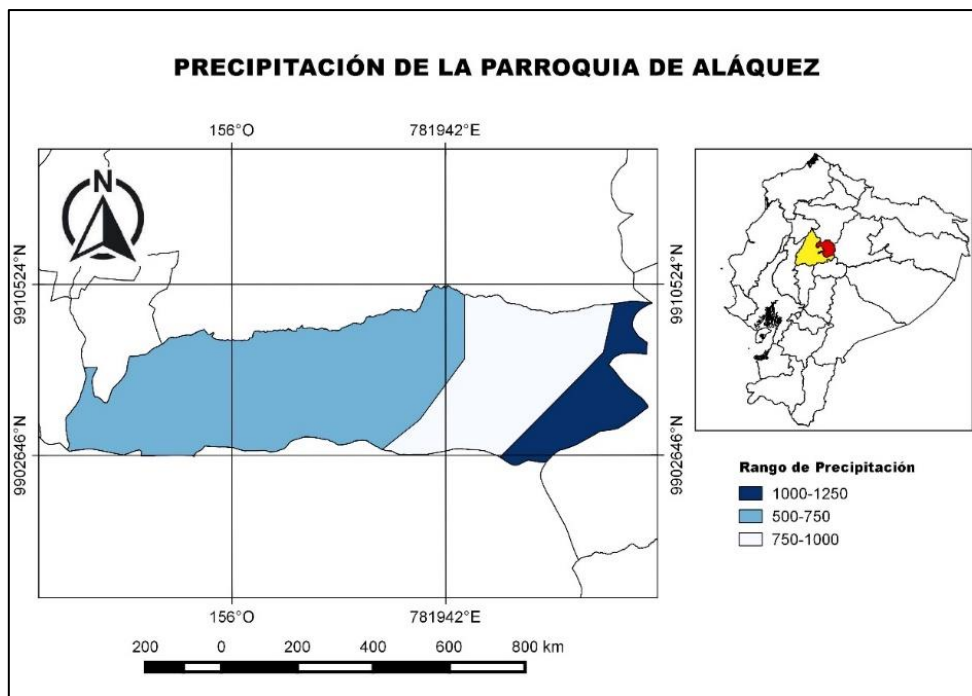 PRECIPITACIÓN DE LA PARROQUIA DE ALÁQUEZ
156°O 781942°E
N
9910524°N 9910524°N
9902646°N 9902646°N
156°O 781942°E
200 0 200 400 600 800 km
Rango de Precipitación
1000-1250
500-750
750-1000